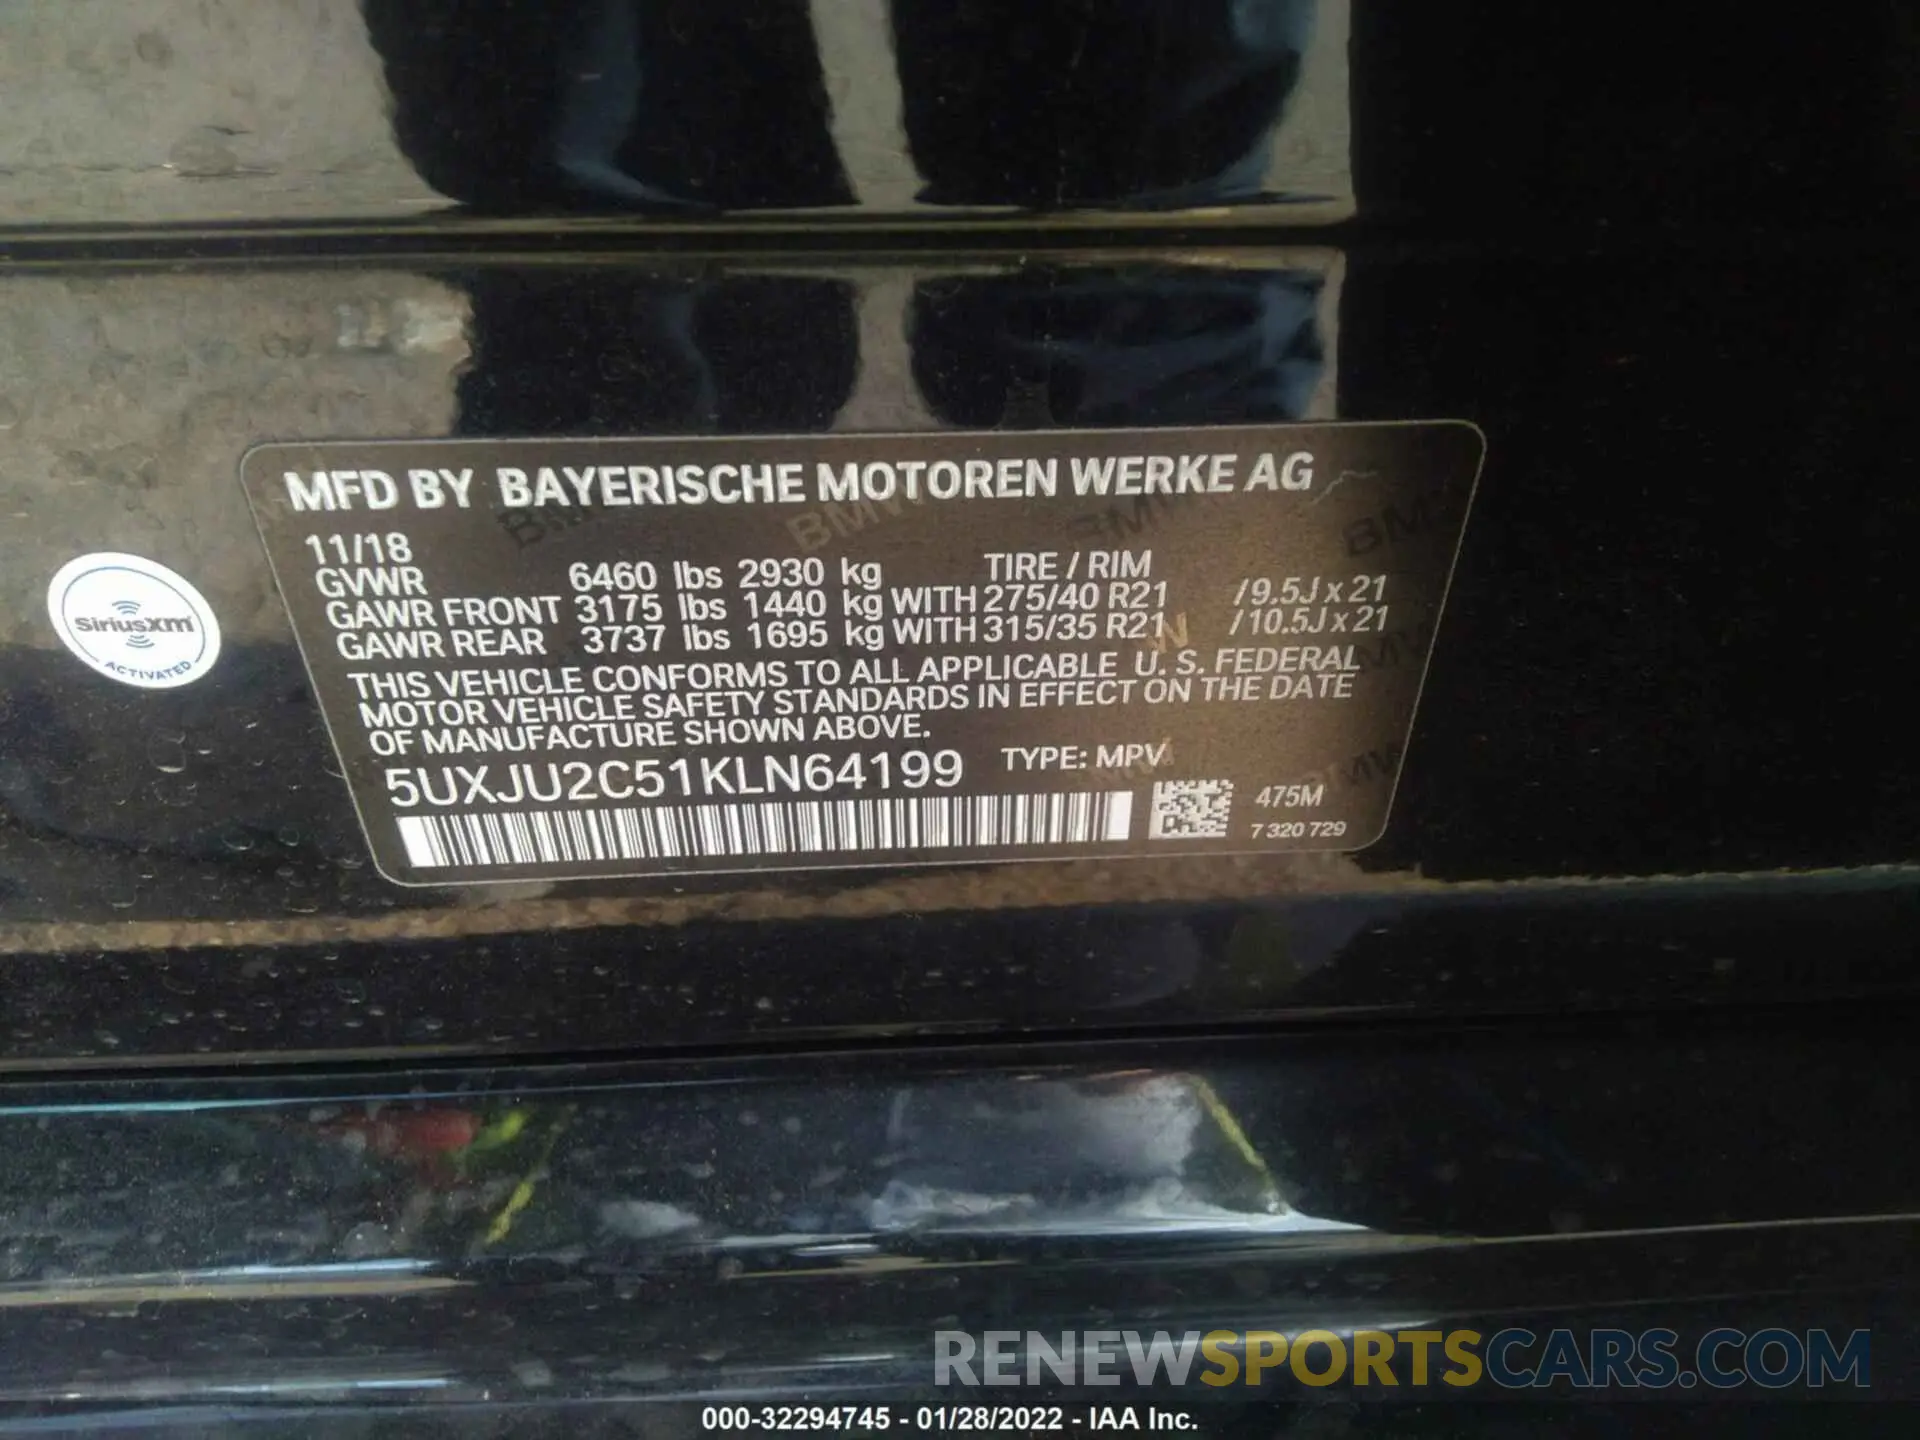 MFD BY BAYERISCHE MOTOREN WERKE AG
11/18
GVWR 6460 lbs 2930 kg TIRE / RIM
GAWR FRONT 3175 lbs 1440 kg WITH 275/40 R21 /9.5J x 21
GAWR REAR 3737 lbs 1695 kg WITH 315/35 R21 /10.5J x 21
THIS VEHICLE CONFORMS TO ALL APPLICABLE U. S. FEDERAL
MOTOR VEHICLE SAFETY STANDARDS IN EFFECT ON THE DATE
OF MANUFACTURE SHOWN ABOVE.
5UXJU2C51KLN64199 TYPE: MPV
475M
7 320 729
SiriusXm
ACTIVATED
RENEWSPORTSCARS.COM
000-32294745 - 01/28/2022 - IAA Inc.